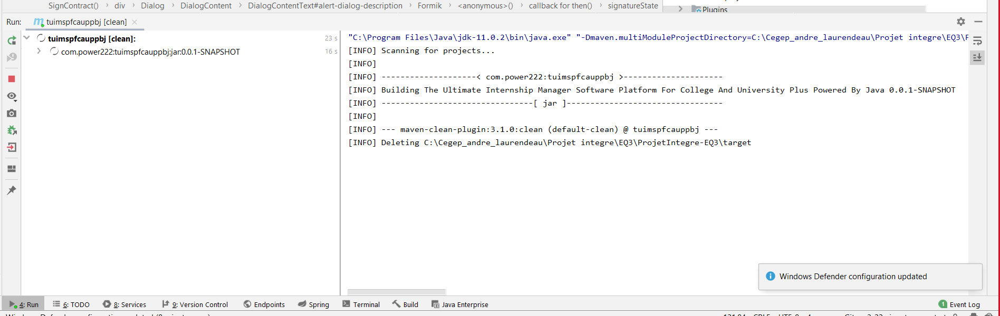 SignContract() › div › Dialog › DialogContent › DialogContentText#alert-dialog-description › Formik › <anonymous>() › callback for then() › signatureState
Plugins
Run: tuimspfcauppbj [clean]
tuimspfcauppbj [clean]: 23 s
com.power222:tuimspfcauppbj:jar:0.0.1-SNAPSHOT 16 s
"C:\Program Files\Java\jdk-11.0.2\bin\java.exe" "-Dmaven.multiModuleProjectDirectory=C:\Cegep_andre_laurendeau\Projet integre\EQ3\P
[INFO] Scanning for projects...
[INFO]
[INFO] --------------------< com.power222:tuimspfcauppbj >---------------------
[INFO] Building The Ultimate Internship Manager Software Platform For College And University Plus Powered By Java 0.0.1-SNAPSHOT
[INFO] --------------------------------[ jar ]---------------------------------
[INFO]
[INFO] --- maven-clean-plugin:3.1.0:clean (default-clean) @ tuimspfcauppbj ---
[INFO] Deleting C:\Cegep_andre_laurendeau\Projet integre\EQ3\ProjetIntegre-EQ3\target
Windows Defender configuration updated
4: Run 6: TODO 8: Services 9: Version Control Endpoints Spring Terminal Build Java Enterprise 1 Event Log